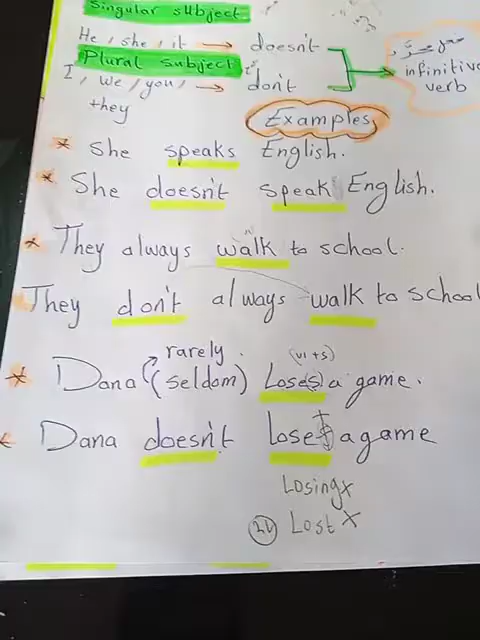 Singular subject
He, she, it → doesn't
Plural subject
I, we, you, → don't
they
فعل مجرد
infinitive
verb
Examples
* She speaks English.
* She doesn't speak English.
* They always walk to school.
They don't always walk to school
rarely.
(v1+s)
* Dana (seldom) Loses a game.
Dana doesn't lose a game
Losing x
Lost x